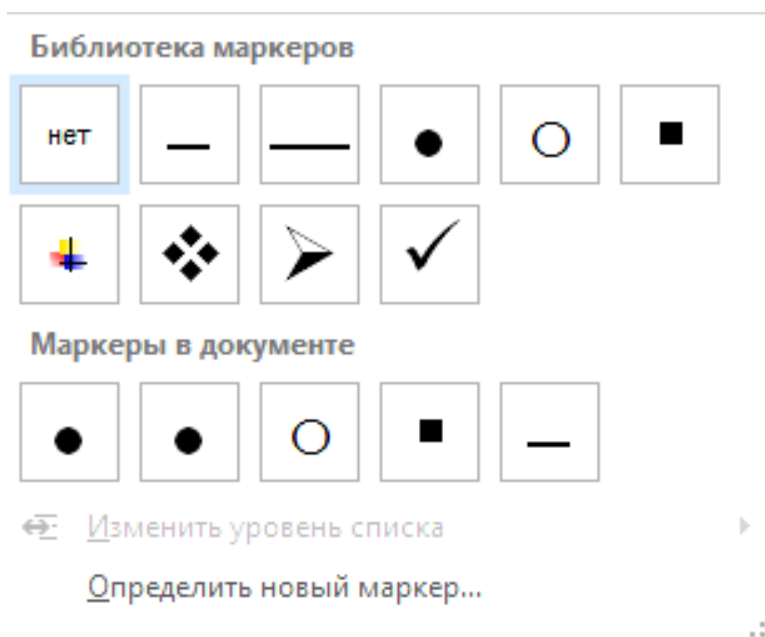 Библиотека маркеров
нет
Маркеры в документе
Изменить уровень списка
Определить новый маркер...